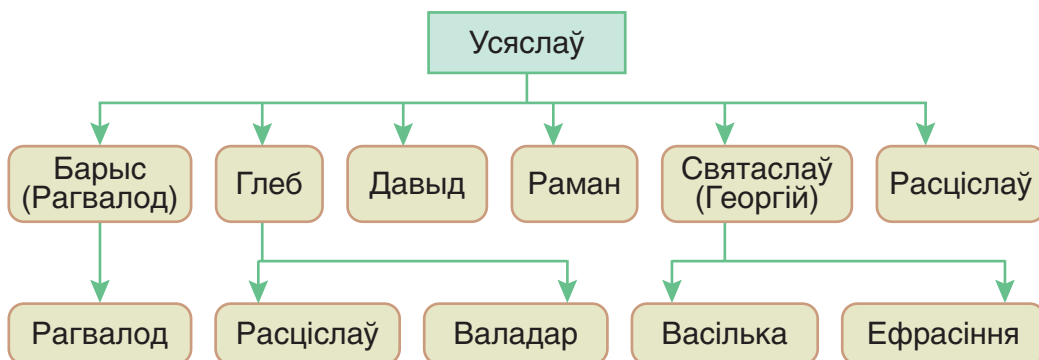 Усяслаў
Барыс
(Рагвалод)
Глеб
Давыд
Раман
Святаслаў
(Георгій)
Расціслаў
Рагвалод
Расціслаў
Валадар
Васілька
Ефрасіння